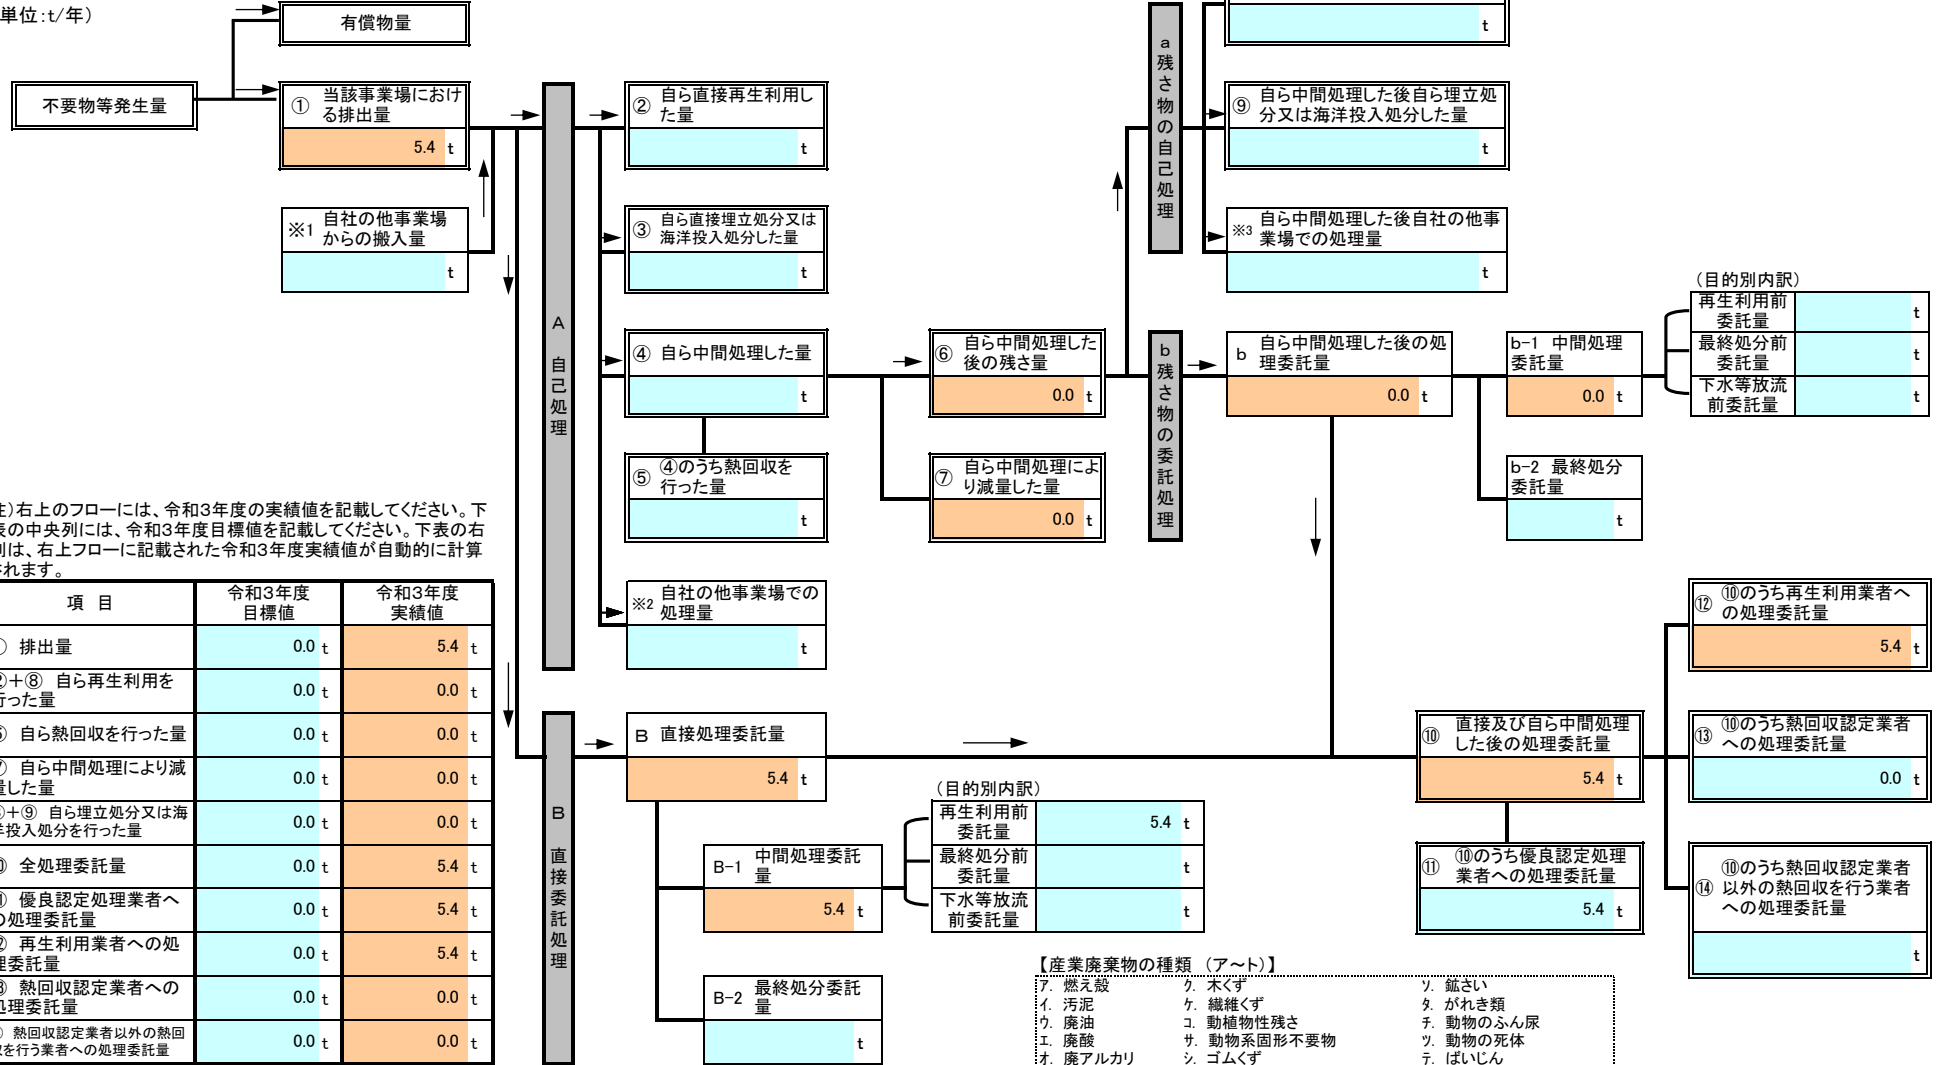 単位:t/年)
有償物量
不要物等発生量
① 当該事業場におけ
る排出量
5.4 t
※1 自社の他事業場
からの搬入量
t
A 自己処理
② 自ら直接再生利用し
た量
t
③ 自ら直接埋立処分又は
海洋投入処分した量
t
④ 自ら中間処理した量
t
⑤ ④のうち熱回収を
行った量
t
※2 自社の他事業場での
処理量
t
⑥ 自ら中間処理した
後の残さ量
0.0 t
⑦ 自ら中間処理によ
り減量した量
0.0 t
a 残さ物の自己処理
t
⑨ 自ら中間処理した後自ら埋立処
分又は海洋投入処分した量
t
※3 自ら中間処理した後自社の他事
業場での処理量
t
b 残さ物の委託処理
b 自ら中間処理した後の処
理委託量
0.0 t
b-1 中間処理
委託量
0.0 t
b-2 最終処分
委託量
t
(目的別内訳)
再生利用前
委託量
t
最終処分前
委託量
t
下水等放流
前委託量
t
注)右上のフローには、令和3年度の実績値を記載してください。下
表の中央列には、令和3年度目標値を記載してください。下表の右
列は、右上フローに記載された令和3年度実績値が自動的に計算
されます。
項 目 令和3年度
目標値 令和3年度
実績値
① 排出量 0.0 t 5.4 t
②+⑧ 自ら再生利用を
行った量 0.0 t 0.0 t
⑤ 自ら熱回収を行った量 0.0 t 0.0 t
⑦ 自ら中間処理により減
量した量 0.0 t 0.0 t
③+⑨ 自ら埋立処分又は海
洋投入処分を行った量 0.0 t 0.0 t
⑩ 全処理委託量 0.0 t 5.4 t
⑪ 優良認定処理業者へ
の処理委託量 0.0 t 5.4 t
⑫ 再生利用業者への処
理委託量 0.0 t 5.4 t
⑬ 熱回収認定業者への
処理委託量 0.0 t 0.0 t
⑭ 熱回収認定業者以外の熱回
収を行う業者への処理委託量 0.0 t 0.0 t
B 直接委託処理
B 直接処理委託量
5.4 t
B-1 中間処理委託
量
5.4 t
B-2 最終処分委託
量
t
(目的別内訳)
再生利用前
委託量
5.4 t
最終処分前
委託量
t
下水等放流
前委託量
t
⑩ 直接及び自ら中間処理
した後の処理委託量
5.4 t
⑪ ⑩のうち優良認定処理
業者への処理委託量
5.4 t
⑫ ⑩のうち再生利用業者へ
の処理委託量
5.4 t
⑬ ⑩のうち熱回収認定業者
への処理委託量
0.0 t
⑭ ⑩のうち熱回収認定業者
以外の熱回収を行う業者
への処理委託量
t
【産業廃棄物の種類 (ア～ト)】
ア. 燃え殻 ク. 木くず ソ. 鉱さい
イ. 汚泥 ケ. 繊維くず タ. がれき類
ウ. 廃油 コ. 動植物性残さ チ. 動物のふん尿
エ. 廃酸 サ. 動物系固形不要物 ツ. 動物の死体
オ. 廃アルカリ シ. ゴムくず テ. ばいじん